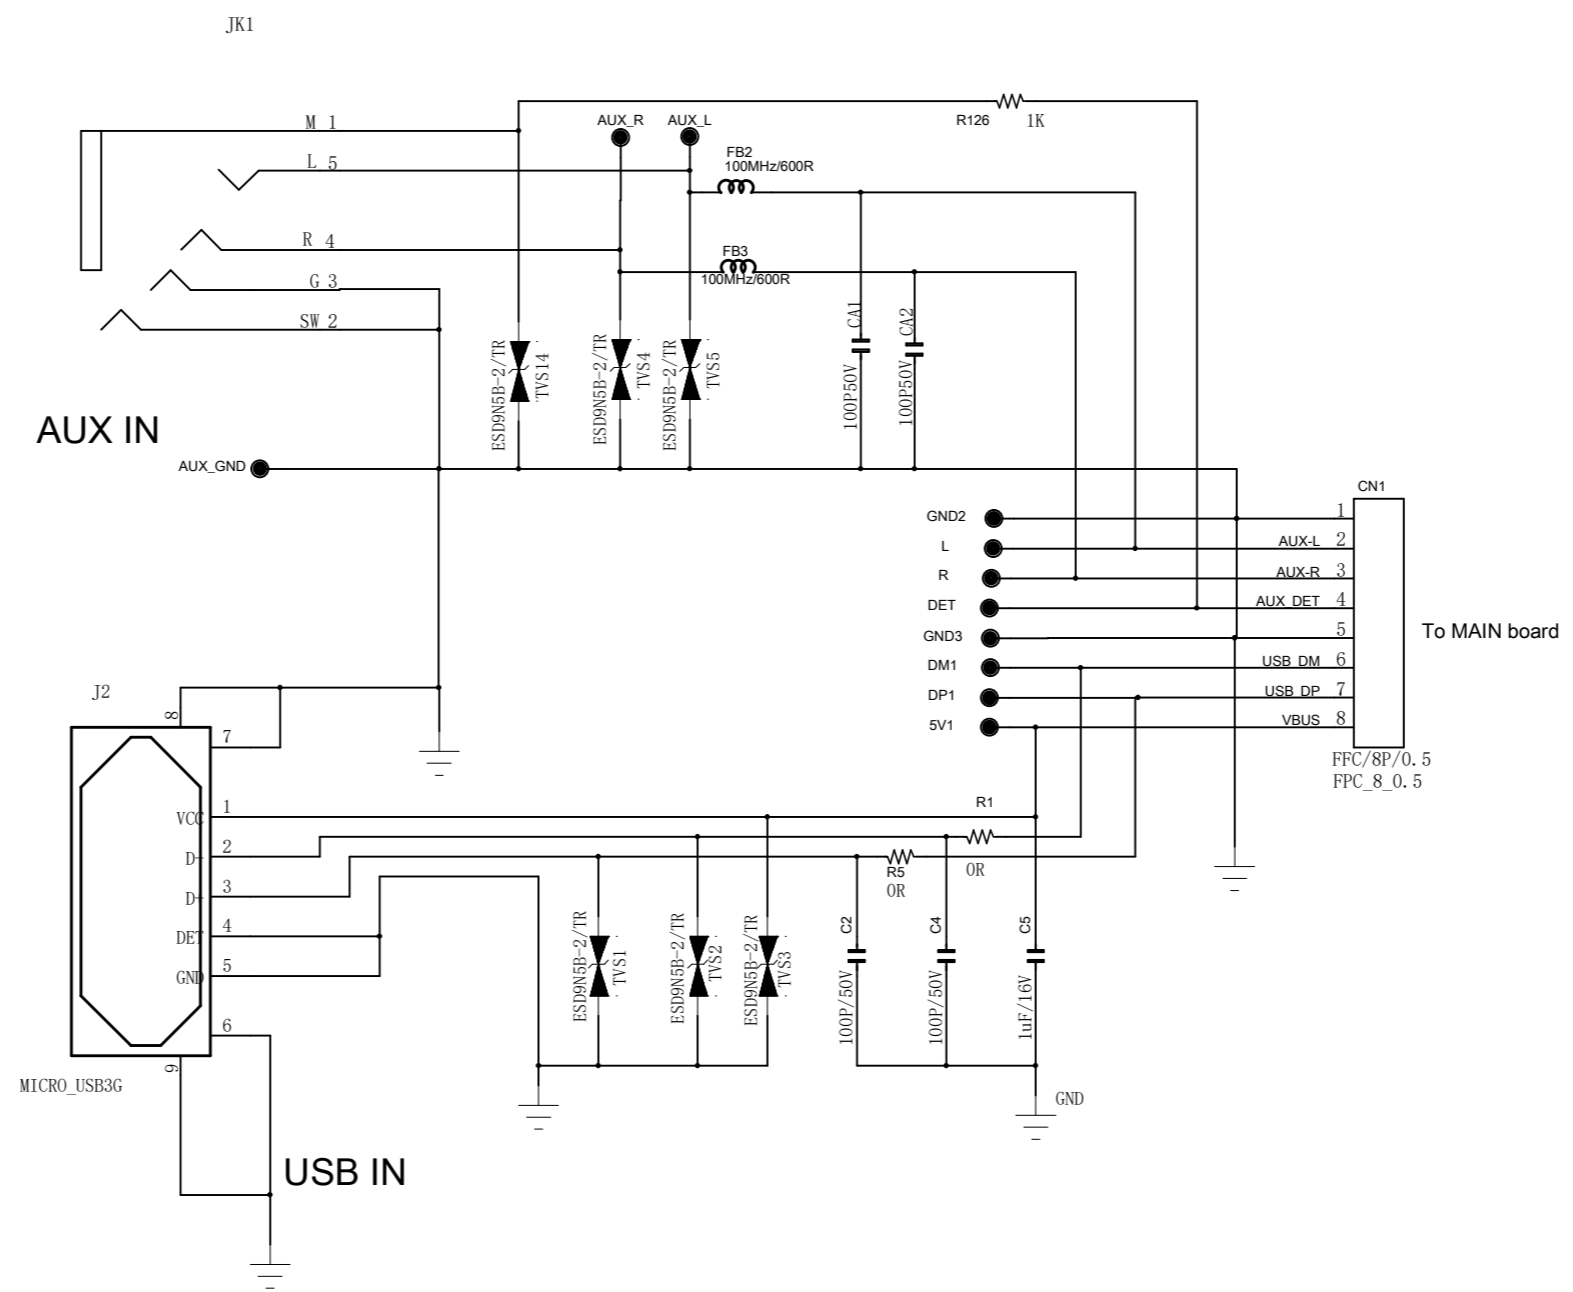 JK1
M 1
L 5
R 4
G 3
SW 2
AUX_R
AUX_L
R126
1K
FB2
100MHz/600R
FB3
100MHz/600R
ESD9N5B-2/TR
TVS14
ESD9N5B-2/TR
TVS4
ESD9N5B-2/TR
TVS5
CA1
100P50V
CA2
100P50V
AUX IN
AUX_GND
CN1
GND2
1
L
AUX-L 2
R
AUX-R 3
DET
AUX_DET 4
GND3
5
DM1
USB_DM 6
DP1
USB_DP 7
5V1
VBUS 8
To MAIN board
FFC/8P/0.5
FPC_8_0.5
J2
8
7
VCC 1
2
3
DET 4
GND 5
6
9
MICRO_USB3G
USB IN
R1
0R
R5
0R
ESD9N5B-2/TR
TVS1
ESD9N5B-2/TR
TVS2
ESD9N5B-2/TR
TVS3
C2
100P/50V
C4
100P/50V
C5
1uF/16V
GND